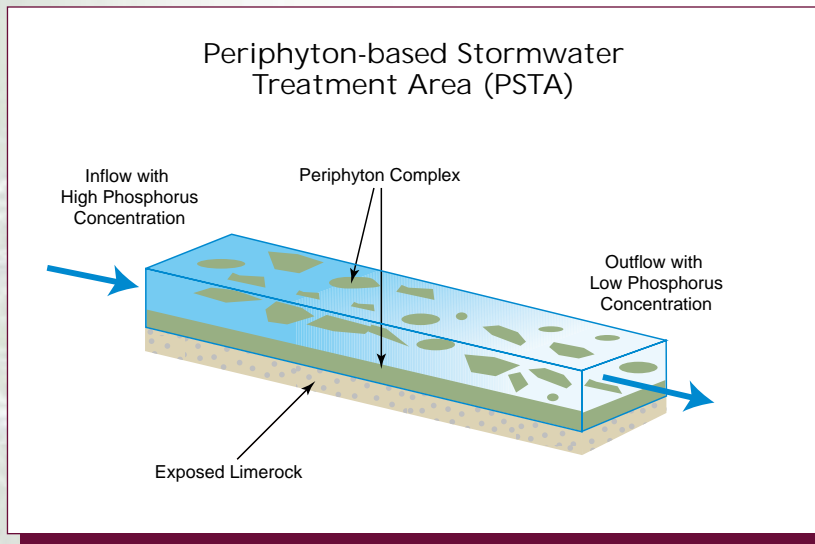 Periphyton-based Stormwater
Treatment Area (PSTA)
Inflow with
High Phosphorus
Concentration
Periphyton Complex
Outflow with
Low Phosphorus
Concentration
Exposed Limerock